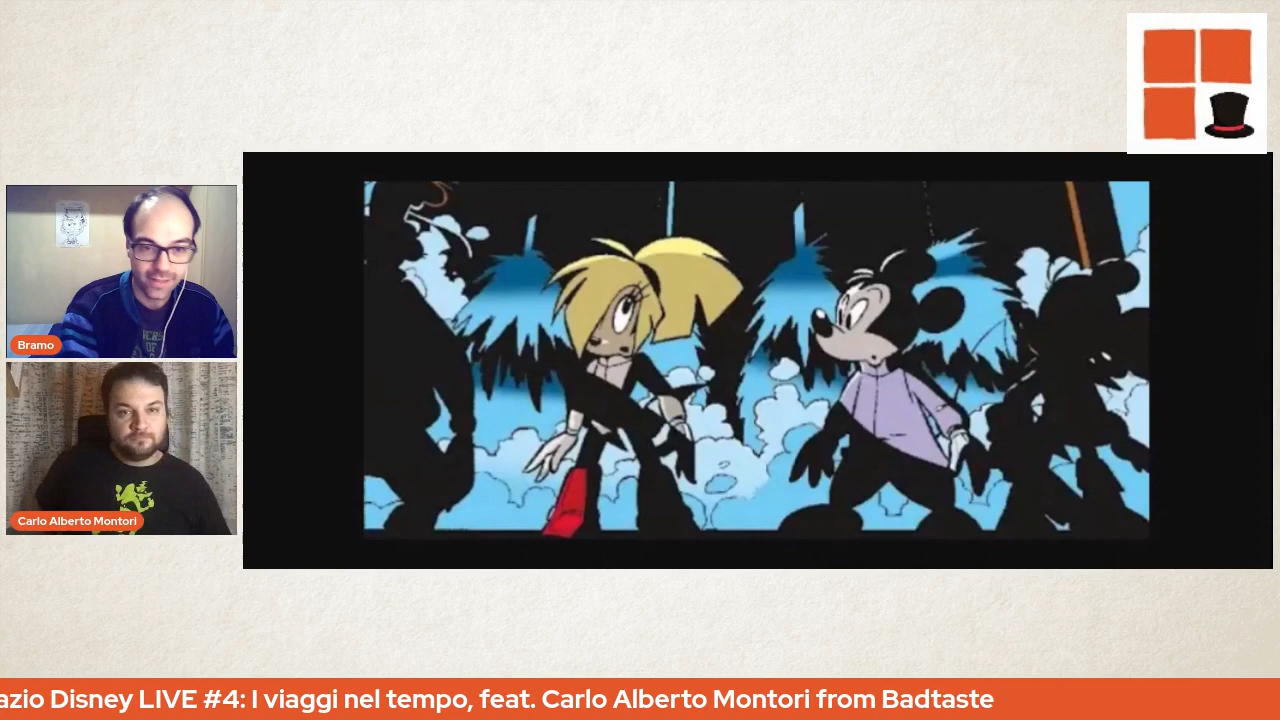 Bramo
Carlo Alberto Montori
azio Disney LIVE #4: I viaggi nel tempo, feat. Carlo Alberto Montori from Badtaste